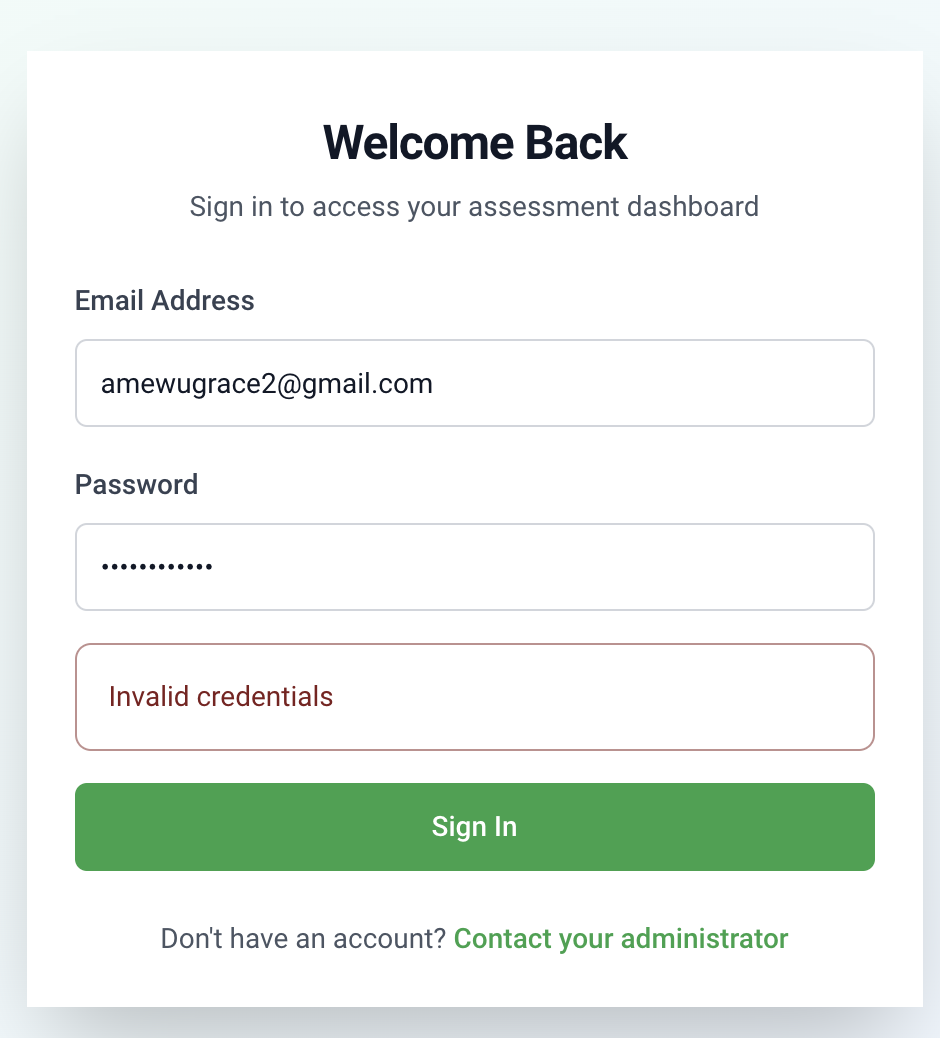 Welcome Back
Sign in to access your assessment dashboard
Email Address
amewugrace2@gmail.com
Password
••••••••••••
Invalid credentials
Sign In
Don't have an account? Contact your administrator